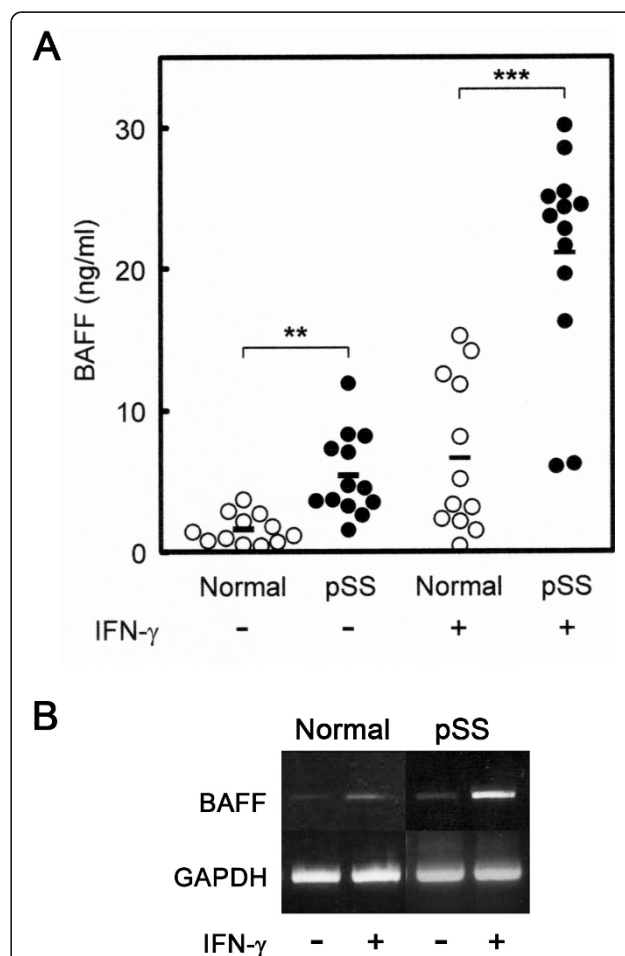 A
BAFF (ng/ml)
30
20
10
0
**
***
Normal pSS Normal pSS
IFN-γ - - + +
B
Normal pSS
BAFF
GAPDH
IFN-γ - + - +